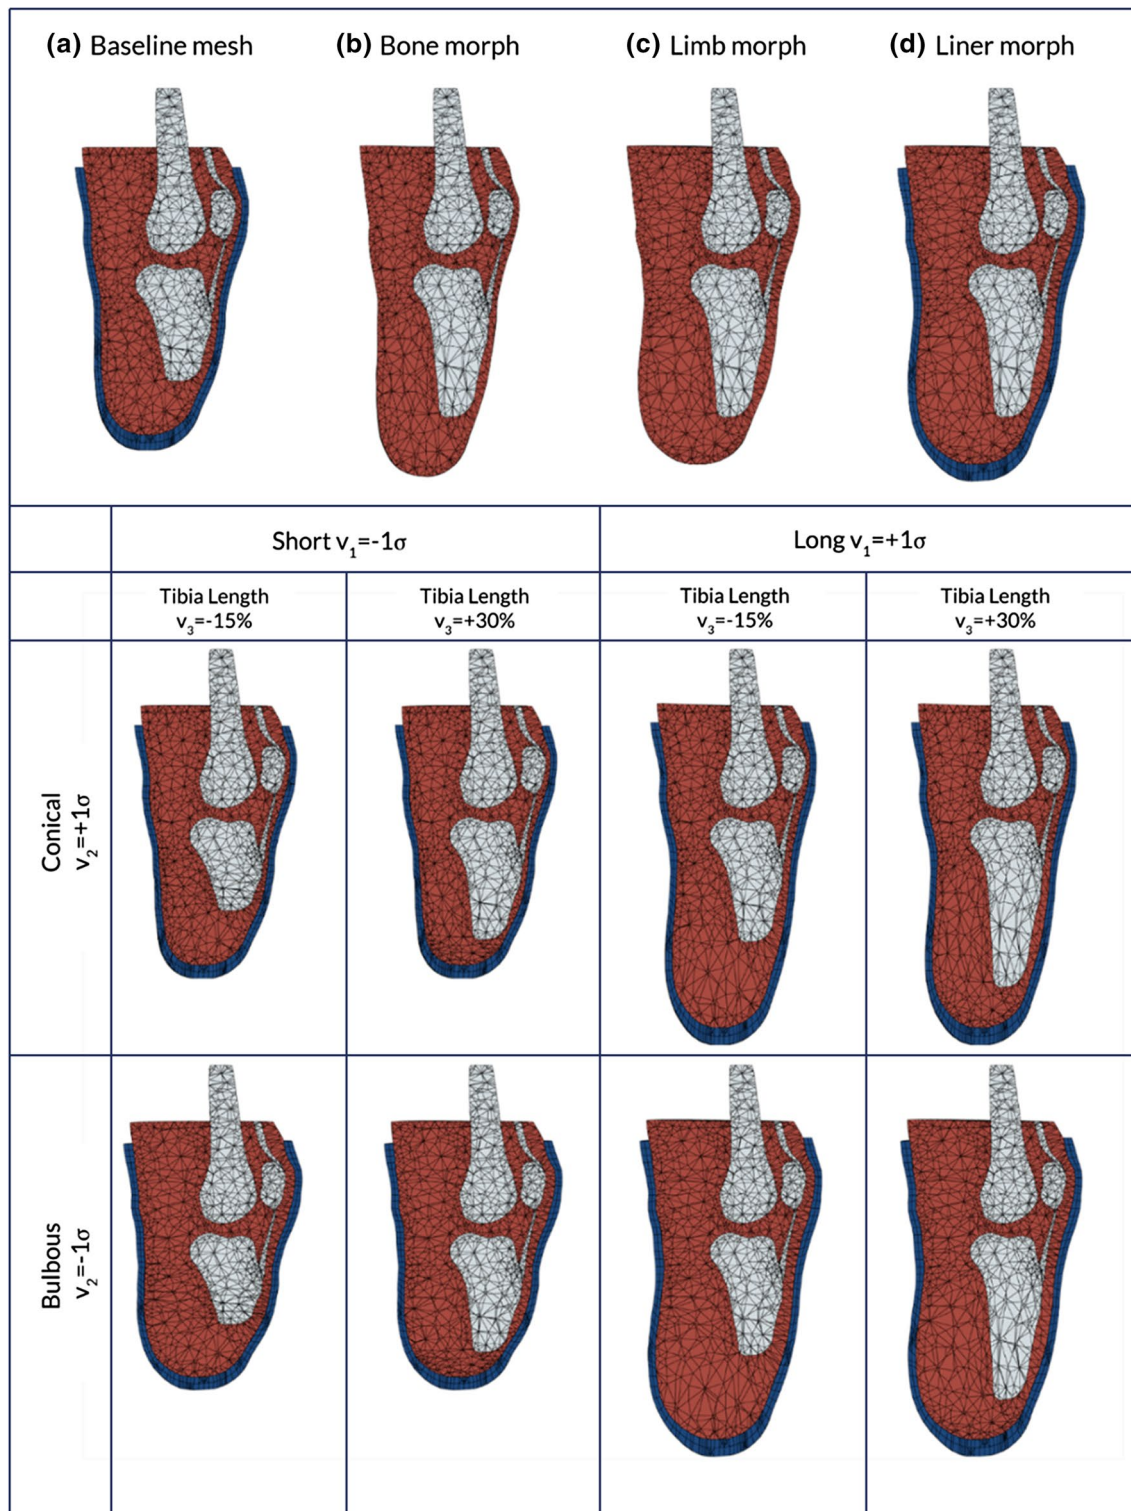 (a) Baseline mesh
(b) Bone morph
(c) Limb morph
(d) Liner morph
Short v₁=-1σ
Long v₁=+1σ
Tibia Length
v₃=-15%
Tibia Length
v₃=+30%
Tibia Length
v₃=-15%
Tibia Length
v₃=+30%
Conical
v₂=+1σ
Bulbous
v₂=-1σ